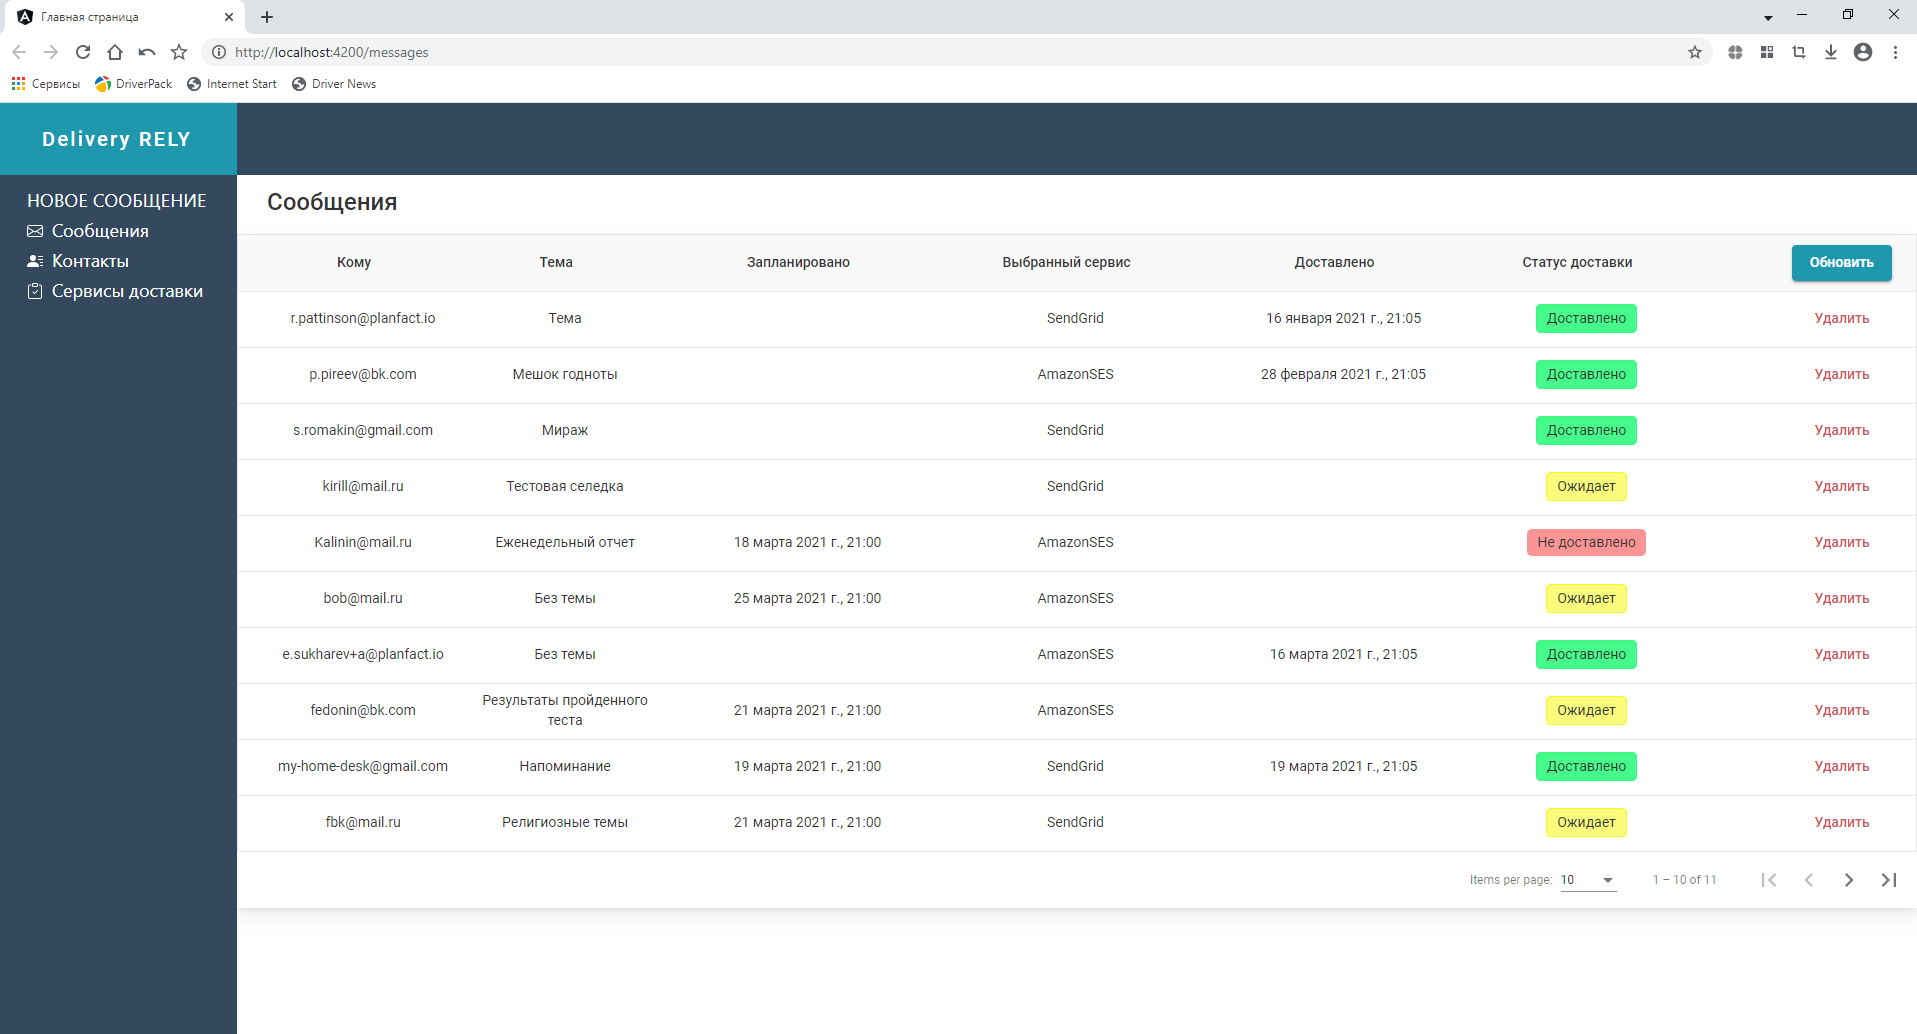 Главная страница
http://localhost:4200/messages
Сервисы DriverPack Internet Start Driver News
Delivery RELY
НОВОЕ СООБЩЕНИЕ
Сообщения
Контакты
Сервисы доставки
Сообщения
Кому Тема Запланировано Выбранный сервис Доставлено Статус доставки Обновить
r.pattinson@planfact.io Тема SendGrid 16 января 2021 г., 21:05 Доставлено Удалить
p.pireev@bk.com Мешок годноты AmazonSES 28 февраля 2021 г., 21:05 Доставлено Удалить
s.romakin@gmail.com Мираж SendGrid Доставлено Удалить
kirill@mail.ru Тестовая селедка SendGrid Ожидает Удалить
Kalinin@mail.ru Еженедельный отчет 18 марта 2021 г., 21:00 AmazonSES Не доставлено Удалить
bob@mail.ru Без темы 25 марта 2021 г., 21:00 AmazonSES Ожидает Удалить
e.sukharev+a@planfact.io Без темы AmazonSES 16 марта 2021 г., 21:05 Доставлено Удалить
fedonin@bk.com Результаты пройденного теста 21 марта 2021 г., 21:00 AmazonSES Ожидает Удалить
my-home-desk@gmail.com Напоминание 19 марта 2021 г., 21:00 SendGrid 19 марта 2021 г., 21:05 Доставлено Удалить
fbk@mail.ru Религиозные темы 21 марта 2021 г., 21:00 SendGrid Ожидает Удалить
Items per page: 10 1 – 10 of 11